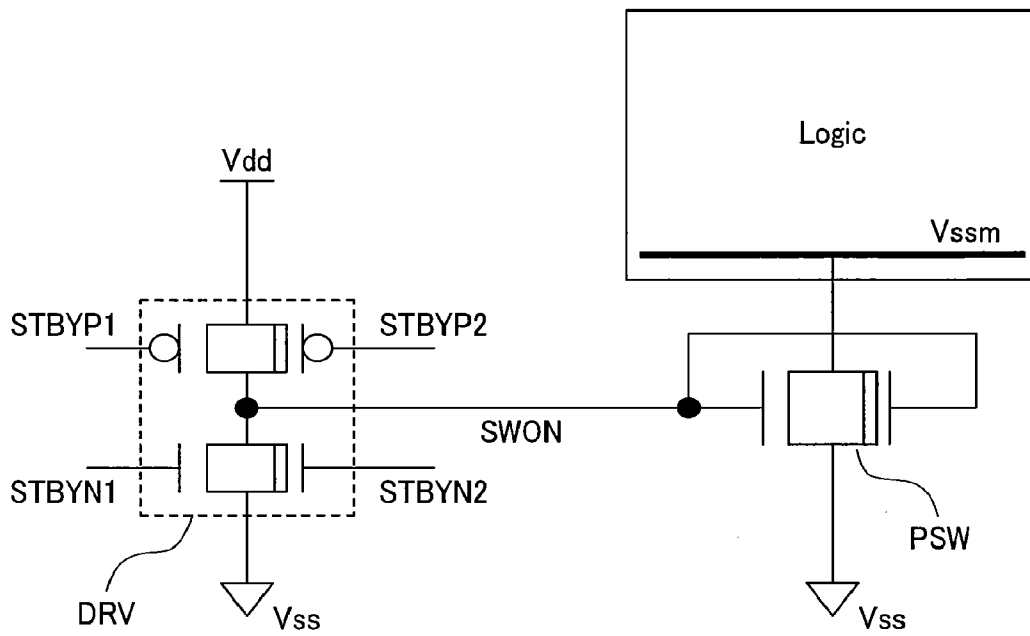 Logic
Vdd
Vssm
STBYP1
STBYP2
SWON
STBYN1
STBYN2
PSW
DRV
Vss
Vss